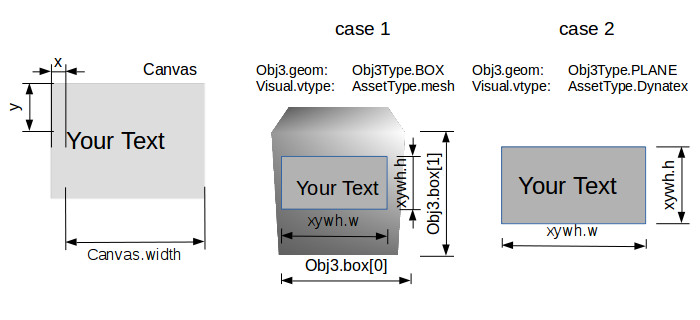 case 1
case 2
Obj3.geom: Obj3Type.BOX
Visual.vtype: AssetType.mesh
Obj3.geom: Obj3Type.PLANE
Visual.vtype: AssetType.Dynatex
x
Canvas
y
Your Text
Canvas.width
Your Text
xywh.h
Obj3.box[1]
xywh.w
Obj3.box[0]
Your Text
xywh.h
xywh.w